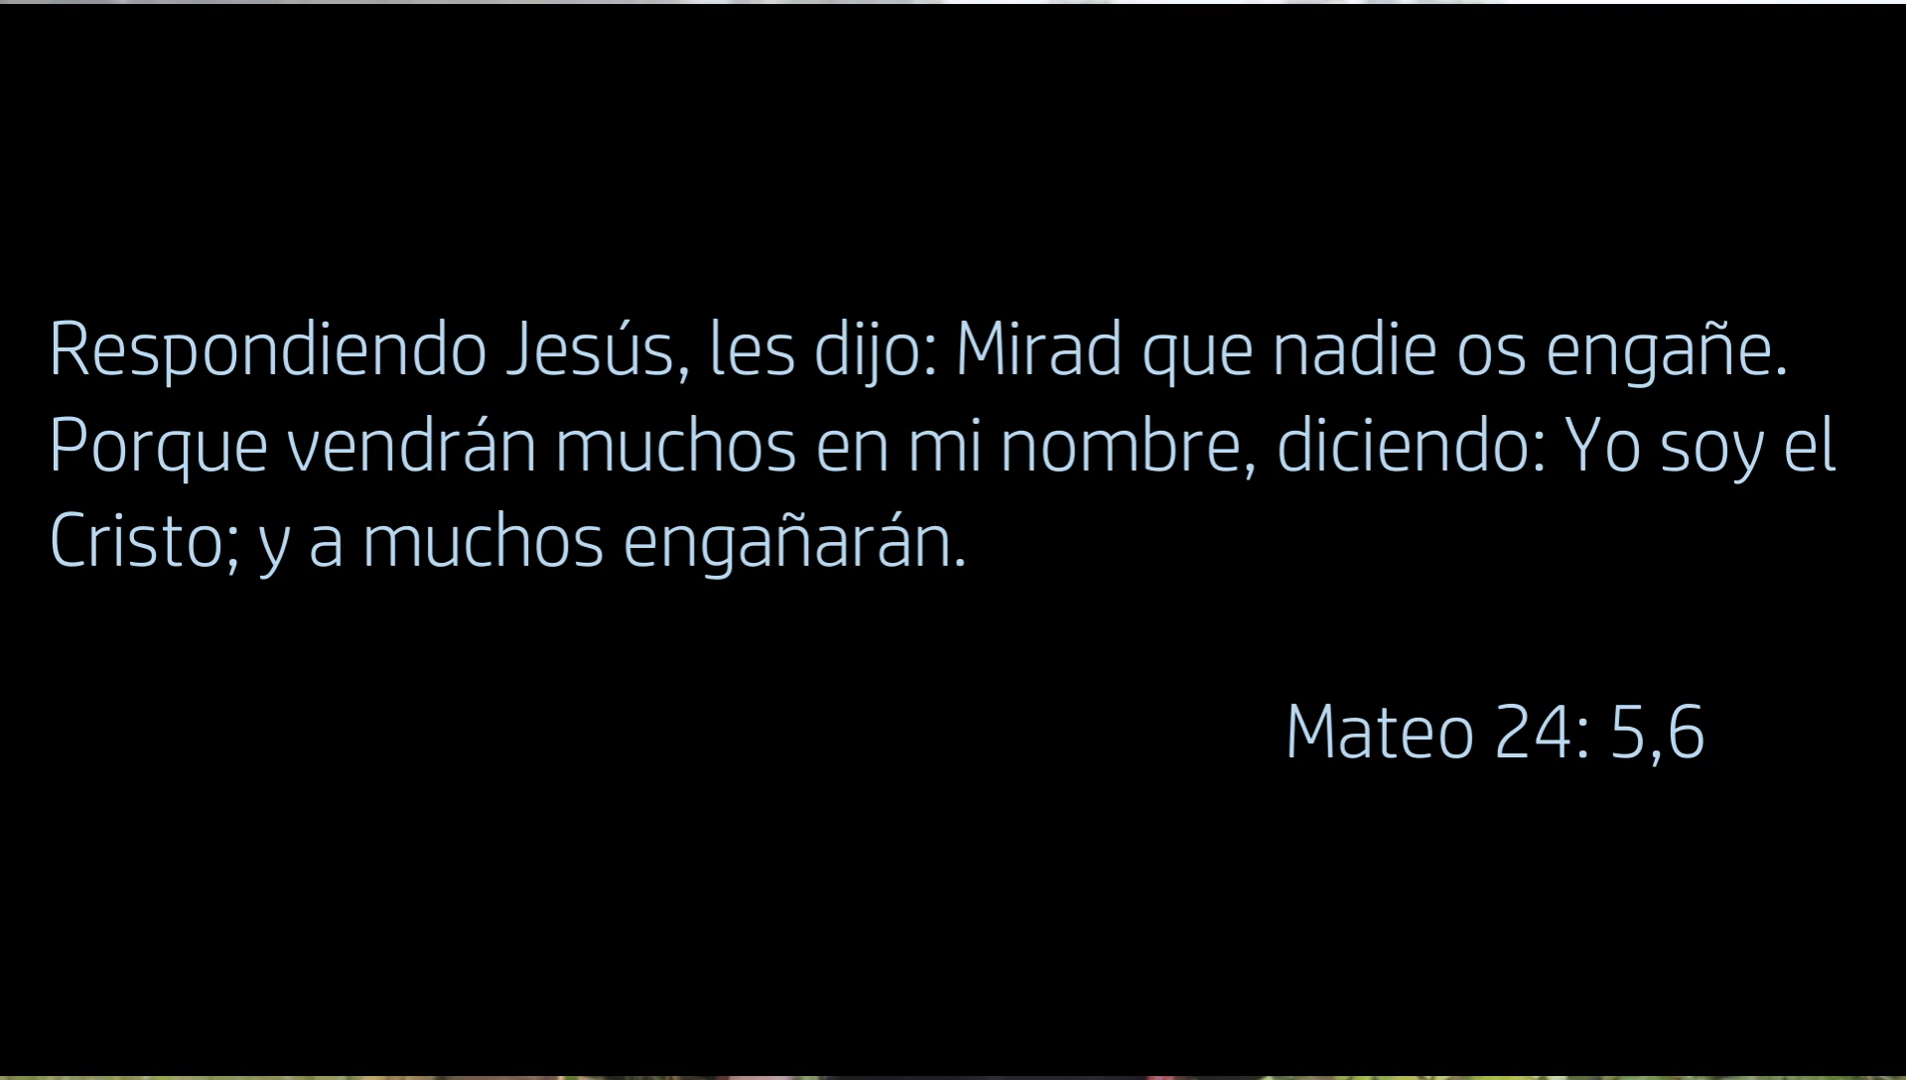 Respondiendo Jesús, les dijo: Mirad que nadie os engañe.
Porque vendrán muchos en mi nombre, diciendo: Yo soy el
Cristo; y a muchos engañarán.
Mateo 24: 5,6